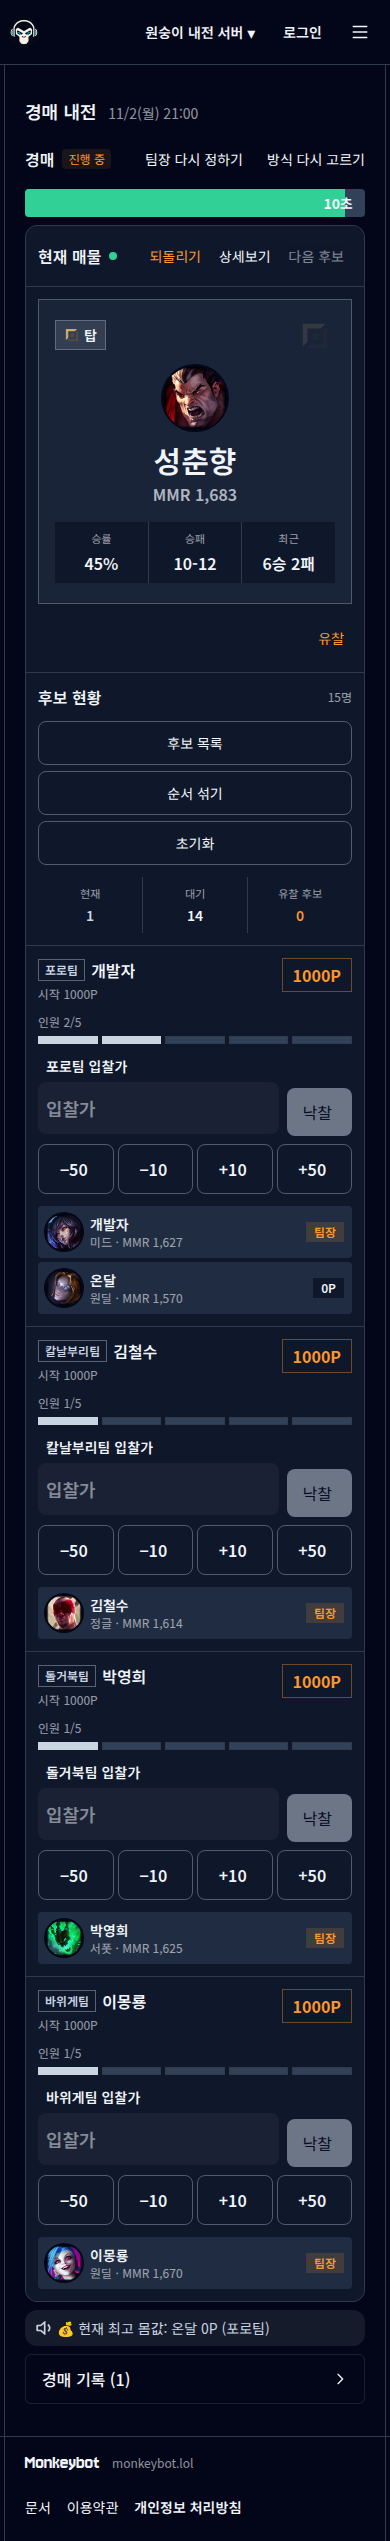 원숭이 내전 서버 ▾ 로그인
경매 내전 11/2(월) 21:00
경매 진행 중 팀장 다시 정하기 방식 다시 고르기
10초
현재 매물 되돌리기 상세보기 다음 후보
탑
성춘향
MMR 1,683
승률 승패 최근
45% 10-12 6승 2패
유찰
후보 현황 15명
후보 목록
순서 섞기
초기화
현재 대기 유찰 후보
1 14 0
포로팀 개발자 1000P
시작 1000P
인원 2/5
포로팀 입찰가
입찰가 낙찰
−50 −10 +10 +50
개발자 팀장
미드 · MMR 1,627
온달 0P
원딜 · MMR 1,570
칼날부리팀 김철수 1000P
시작 1000P
인원 1/5
칼날부리팀 입찰가
입찰가 낙찰
−50 −10 +10 +50
김철수 팀장
정글 · MMR 1,614
돌거북팀 박영희 1000P
시작 1000P
인원 1/5
돌거북팀 입찰가
입찰가 낙찰
−50 −10 +10 +50
박영희 팀장
서폿 · MMR 1,625
바위게팀 이몽룡 1000P
시작 1000P
인원 1/5
바위게팀 입찰가
입찰가 낙찰
−50 −10 +10 +50
이몽룡 팀장
원딜 · MMR 1,670
💰 현재 최고 몸값: 온달 0P (포로팀)
경매 기록 (1)
Monkeybot monkeybot.lol
문서 이용약관 개인정보 처리방침